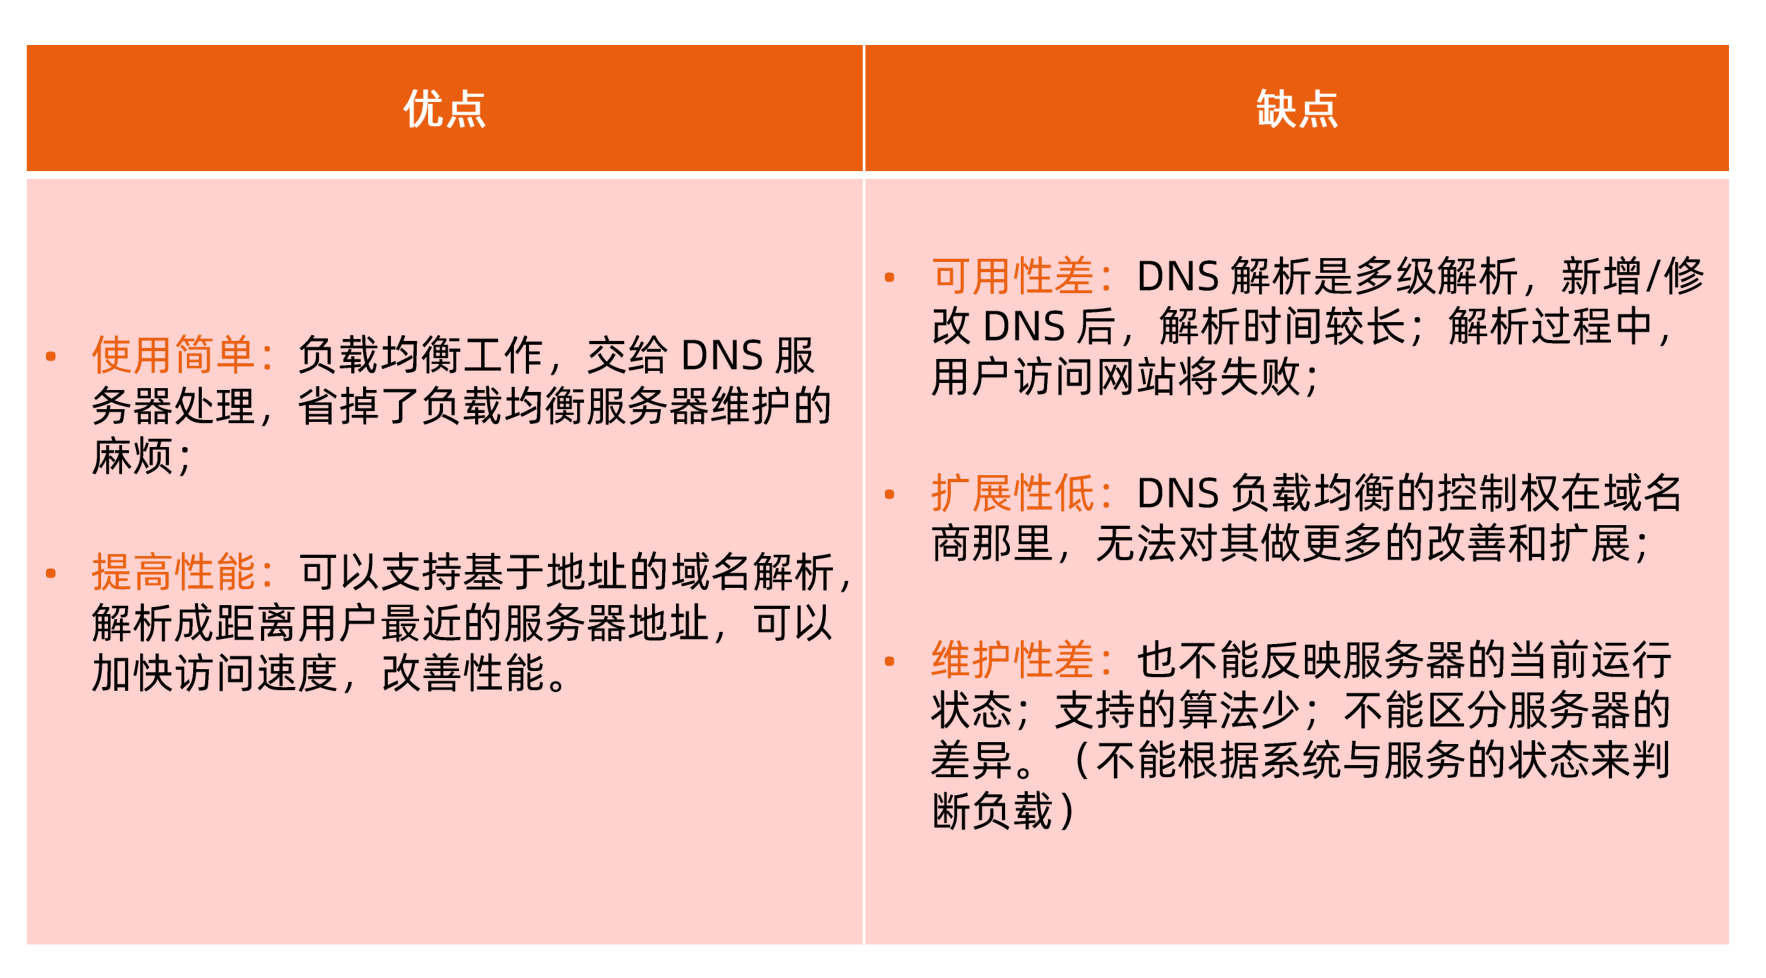 优点
缺点
• 使用简单：负载均衡工作，交给 DNS 服
务器处理，省掉了负载均衡服务器维护的
麻烦；
• 提高性能：可以支持基于地址的域名解析，
解析成距离用户最近的服务器地址，可以
加快访问速度，改善性能。
• 可用性差：DNS 解析是多级解析，新增/修
改 DNS 后，解析时间较长；解析过程中，
用户访问网站将失败；
• 扩展性低：DNS 负载均衡的控制权在域名
商那里，无法对其做更多的改善和扩展；
• 维护性差：也不能反映服务器的当前运行
状态；支持的算法少；不能区分服务器的
差异。（不能根据系统与服务的状态来判
断负载）